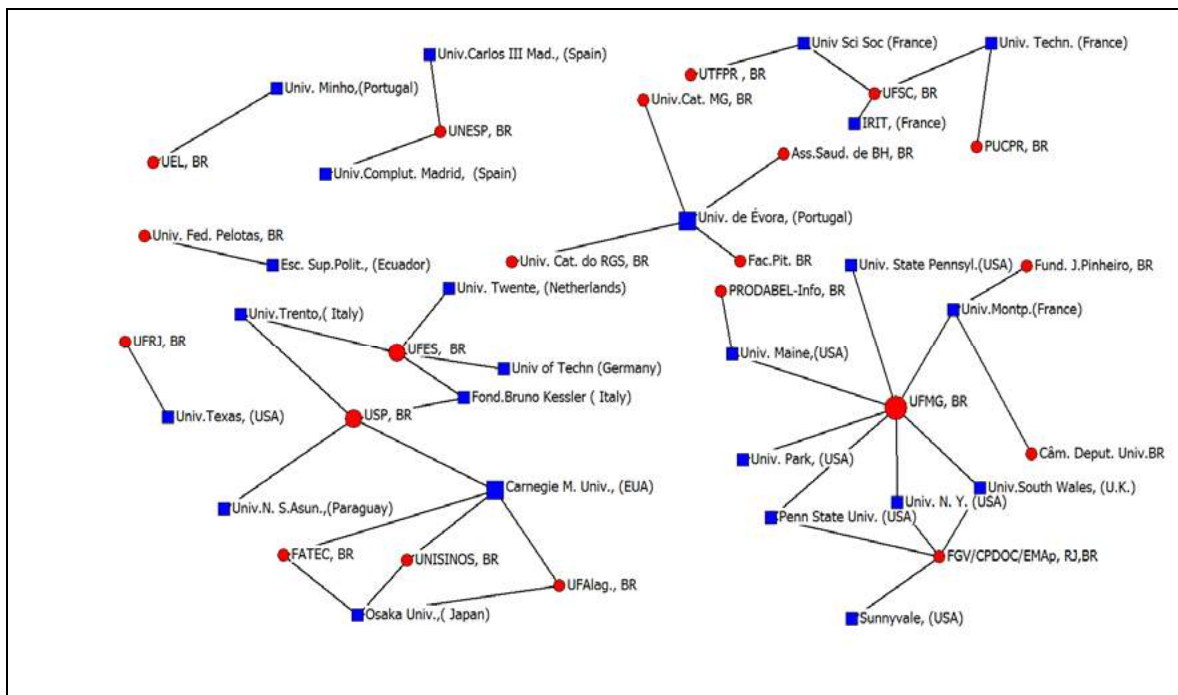 Univ Sci Soc (France)
Univ. Techn. (France)
Univ.Carlos III Mad., (Spain)
UTFPR , BR
Univ. Minho,(Portugal)
UFSC, BR
Univ.Cat. MG, BR
IRIT, (France)
UNESP, BR
PUCPR, BR
Ass.Saud. de BH, BR
UEL, BR
Univ.Complut. Madrid, (Spain)
Univ. de Évora, (Portugal)
Univ. Fed. Pelotas, BR
Esc. Sup.Polit., (Ecuador)
Univ. Cat. do RGS, BR
Fac.Pit. BR
Univ. State Pennsyl.(USA)
Fund. J.Pinheiro, BR
Univ. Twente, (Netherlands)
PRODABEL-Info, BR
Univ.Trento,( Italy)
Univ.Montp.(France)
UFRJ, BR
UFES, BR
Univ. Maine,(USA)
Univ of Techn (Germany)
Fond.Bruno Kessler ( Italy)
UFMG, BR
Univ.Texas, (USA)
USP, BR
Câm. Deput. Univ.BR
Univ. Park, (USA)
Carnegie M. Univ., (EUA)
Univ.South Wales, (U.K.)
Univ. N. Y. (USA)
Univ.N. S.Asun.,(Paraguay)
Penn State Univ. (USA)
FATEC, BR
UNISINOS, BR
FGV/CPDOC/EMAp, RJ,BR
UFAlag., BR
Osaka Univ.,( Japan)
Sunnyvale, (USA)